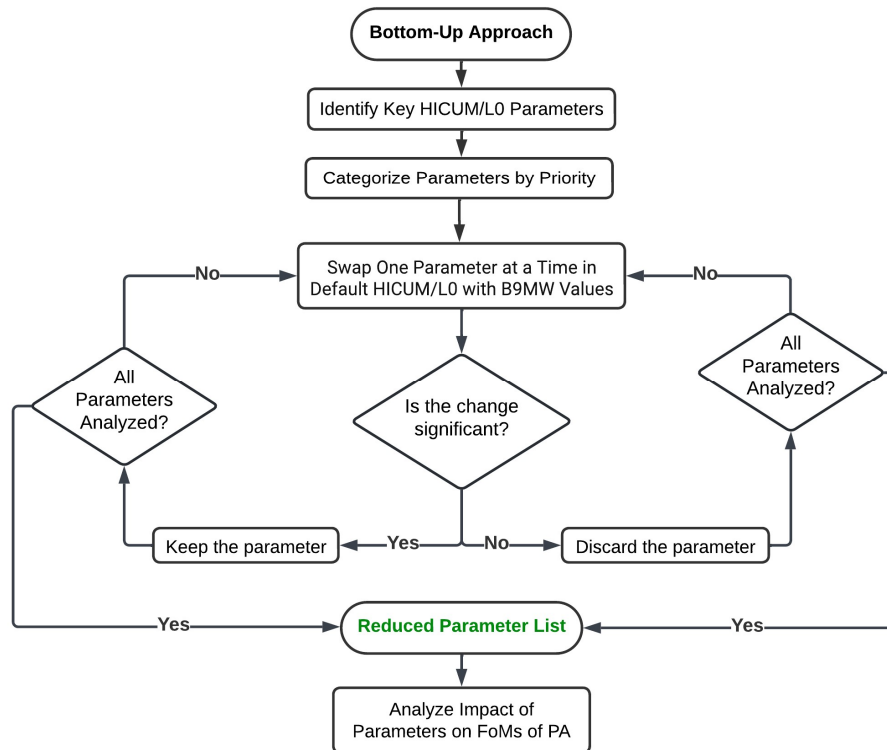 Bottom-Up Approach
Identify Key HICUM/L0 Parameters
Categorize Parameters by Priority
Swap One Parameter at a Time in
Default HICUM/L0 with B9MW Values
No
No
All
Parameters
Analyzed?
Is the change
significant?
All
Parameters
Analyzed?
Keep the parameter
Yes
No
Discard the parameter
Yes
Reduced Parameter List
Yes
Analyze Impact of
Parameters on FoMs of PA